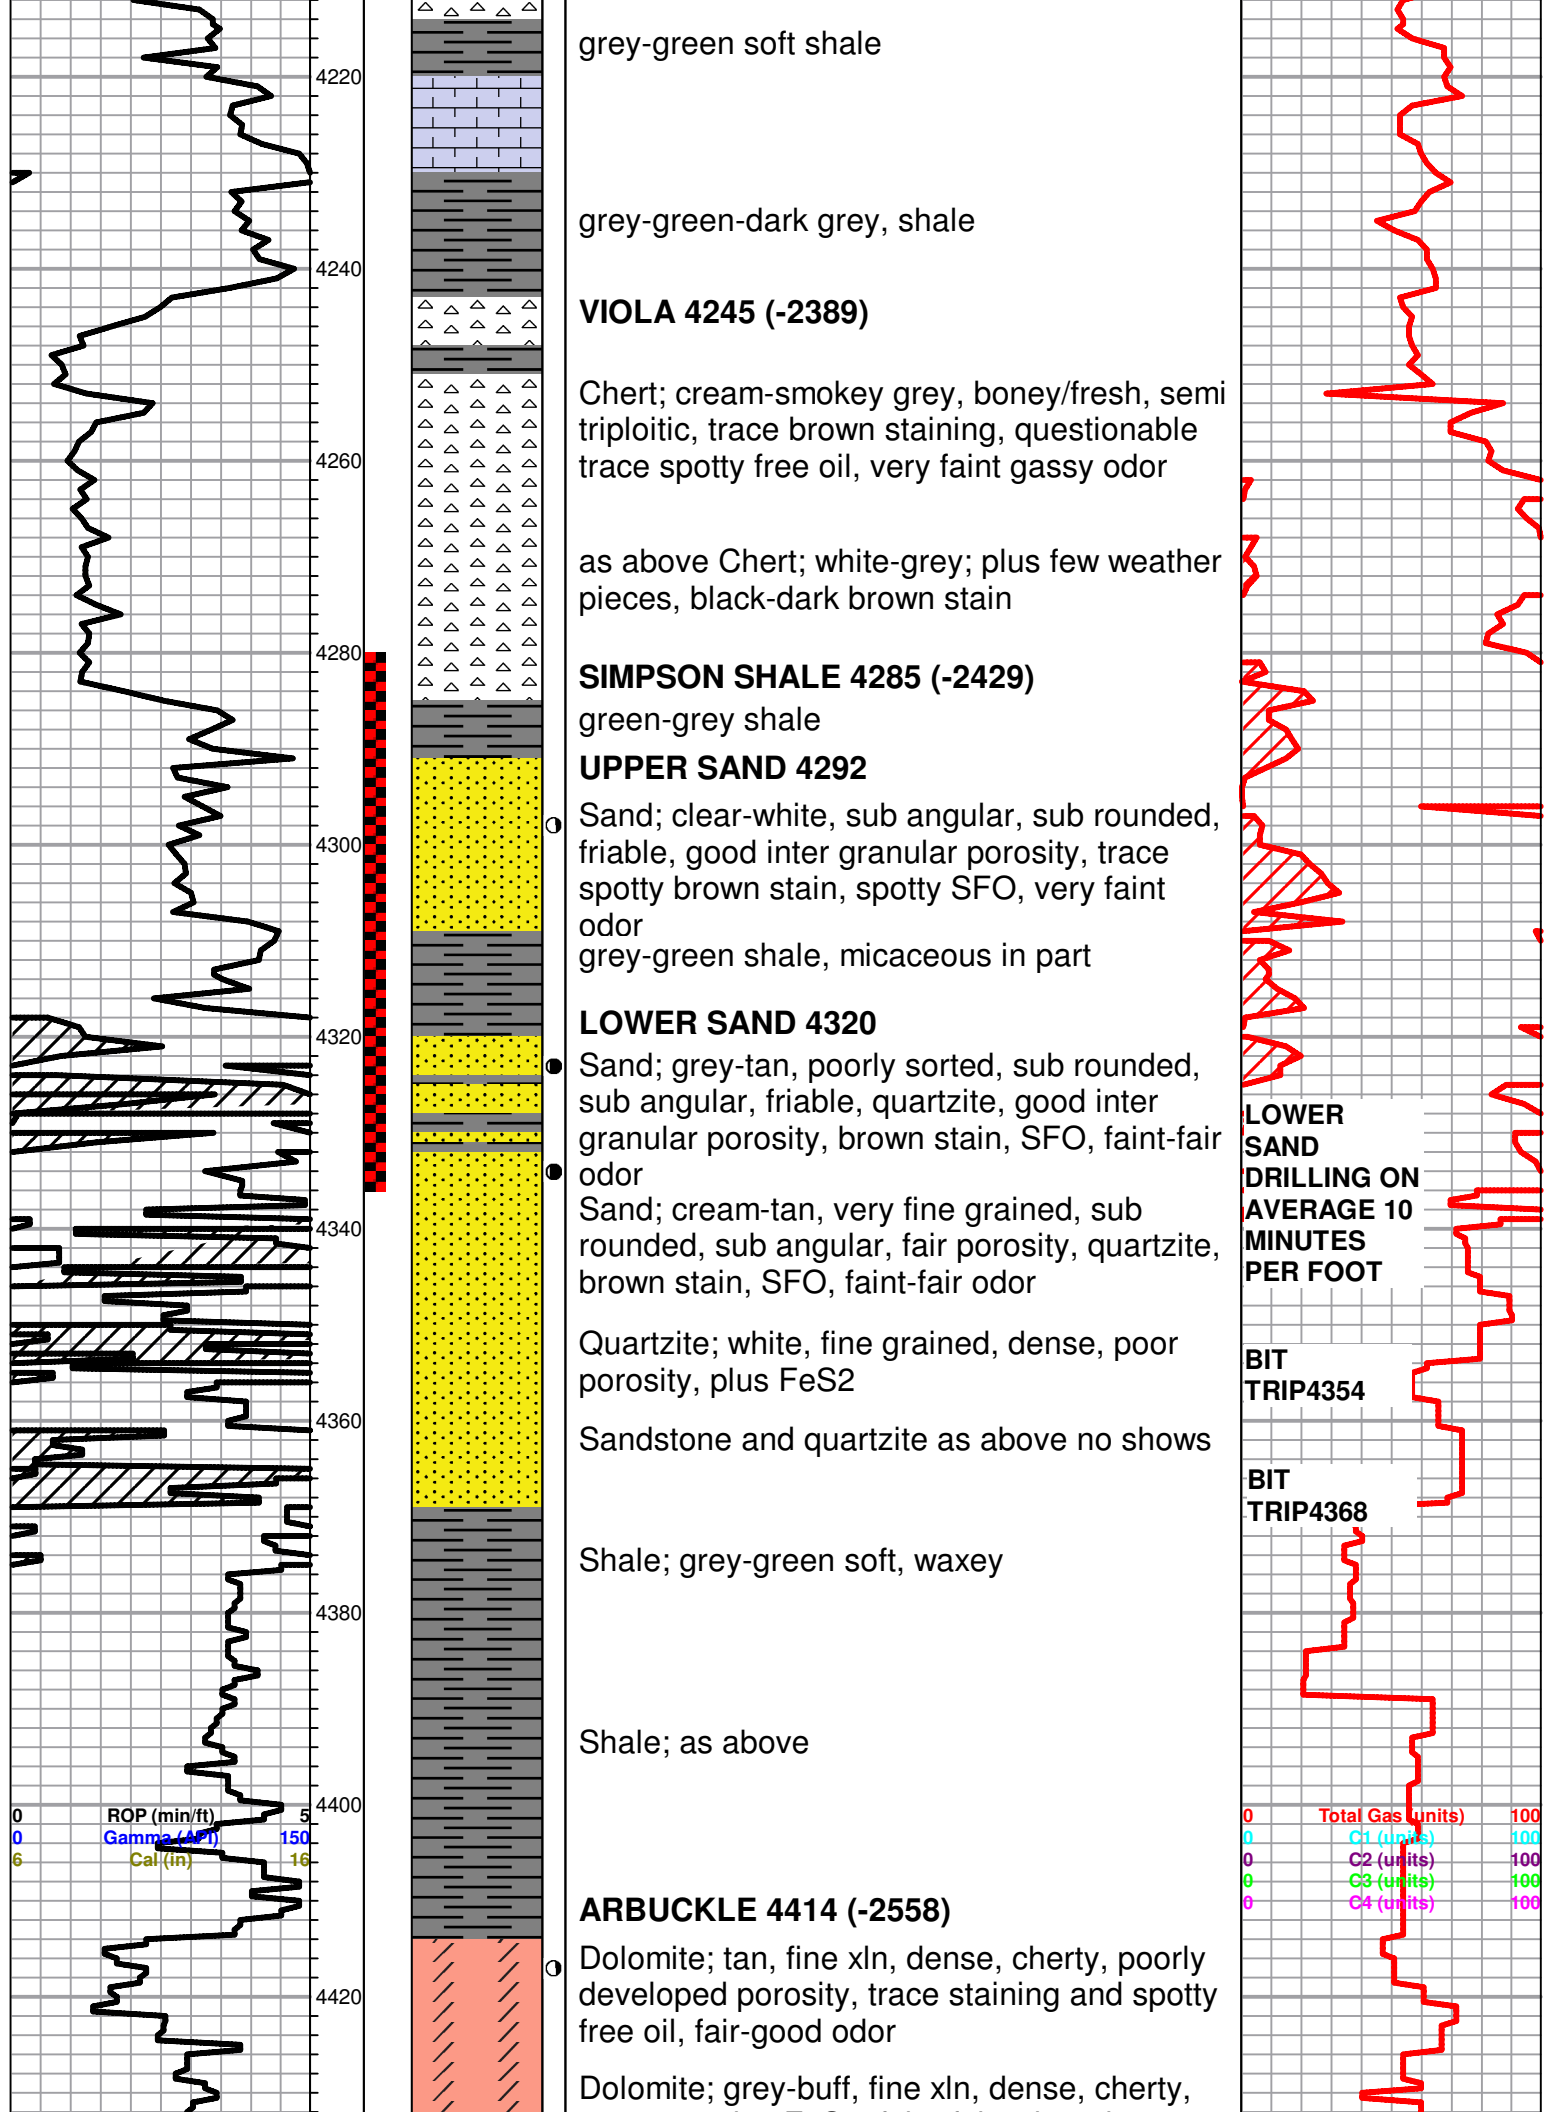 grey-green soft shale
4220
grey-green-dark grey, shale
4240
VIOLA 4245 (-2389)
Chert; cream-smokey grey, boney/fresh, semi
triploitic, trace brown staining, questionable
4260
trace spotty free oil, very faint gassy odor
as above Chert; white-grey; plus few weather
pieces, black-dark brown stain
4280
SIMPSON SHALE 4285 (-2429)
green-grey shale
UPPER SAND 4292
Sand; clear-white, sub angular, sub rounded,
4300
friable, good inter granular porosity, trace
spotty brown stain, spotty SFO, very faint
odor
grey-green shale, micaceous in part
4320
LOWER SAND 4320
Sand; grey-tan, poorly sorted, sub rounded,
sub angular, friable, quartzite, good inter
granular porosity, brown stain, SFO, faint-fair
odor
LOWER
SAND
DRILLING ON
AVERAGE 10
MINUTES
PER FOOT
4340
Sand; cream-tan, very fine grained, sub
rounded, sub angular, fair porosity, quartzite,
brown stain, SFO, faint-fair odor
Quartzite; white, fine grained, dense, poor
porosity, plus FeS2
BIT
TRIP4354
4360
Sandstone and quartzite as above no shows
BIT
TRIP4368
Shale; grey-green soft, waxey
4380
Shale; as above
4400
0 ROP (min/ft) 5
0 Gamma (API) 150
6 Cal (in) 16
0 Total Gas (units) 100
0 C1 (units) 100
0 C2 (units) 100
0 C3 (units) 100
0 C4 (units) 100
ARBUCKLE 4414 (-2558)
Dolomite; tan, fine xln, dense, cherty, poorly
4420
developed porosity, trace staining and spotty
free oil, fair-good odor
Dolomite; grey-buff, fine xln, dense, cherty,